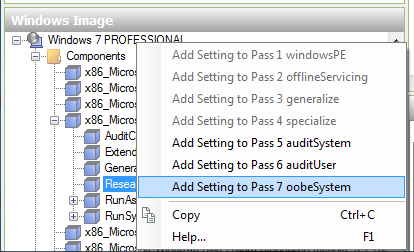 Windows Image
Windows 7 PROFESSIONAL
Components
x86_Micros
x86_Micros
x86_Micros
x86_Micros
AuditC
Extenc
Genera
Resea
RunAs
RunSy
x86_Micros
x86_Micros
Add Setting to Pass 1 windowsPE
Add Setting to Pass 2 offlineServicing
Add Setting to Pass 3 generalize
Add Setting to Pass 4 specialize
Add Setting to Pass 5 auditSystem
Add Setting to Pass 6 auditUser
Add Setting to Pass 7 oobeSystem
Copy Ctrl+C
Help... F1